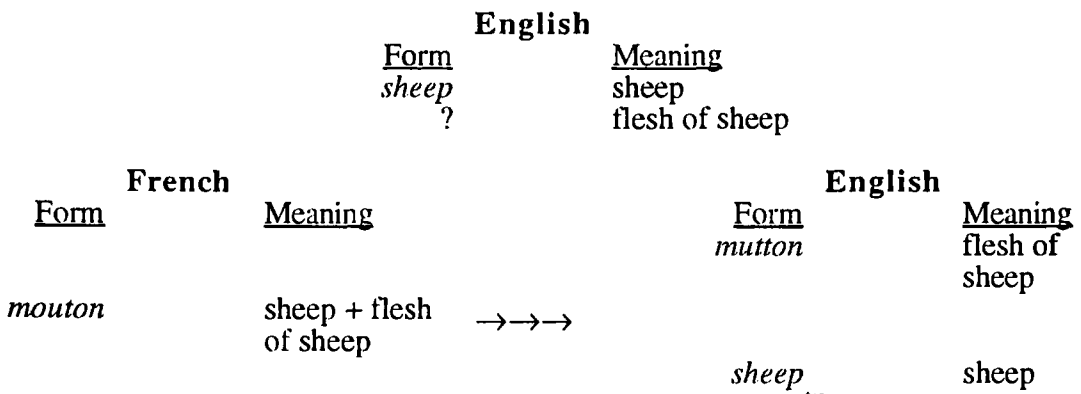 English
Form Meaning
sheep sheep
? flesh of sheep
French English
Form Meaning Form Meaning
mutton flesh of
sheep
mouton sheep + flesh →→→
of sheep
sheep sheep